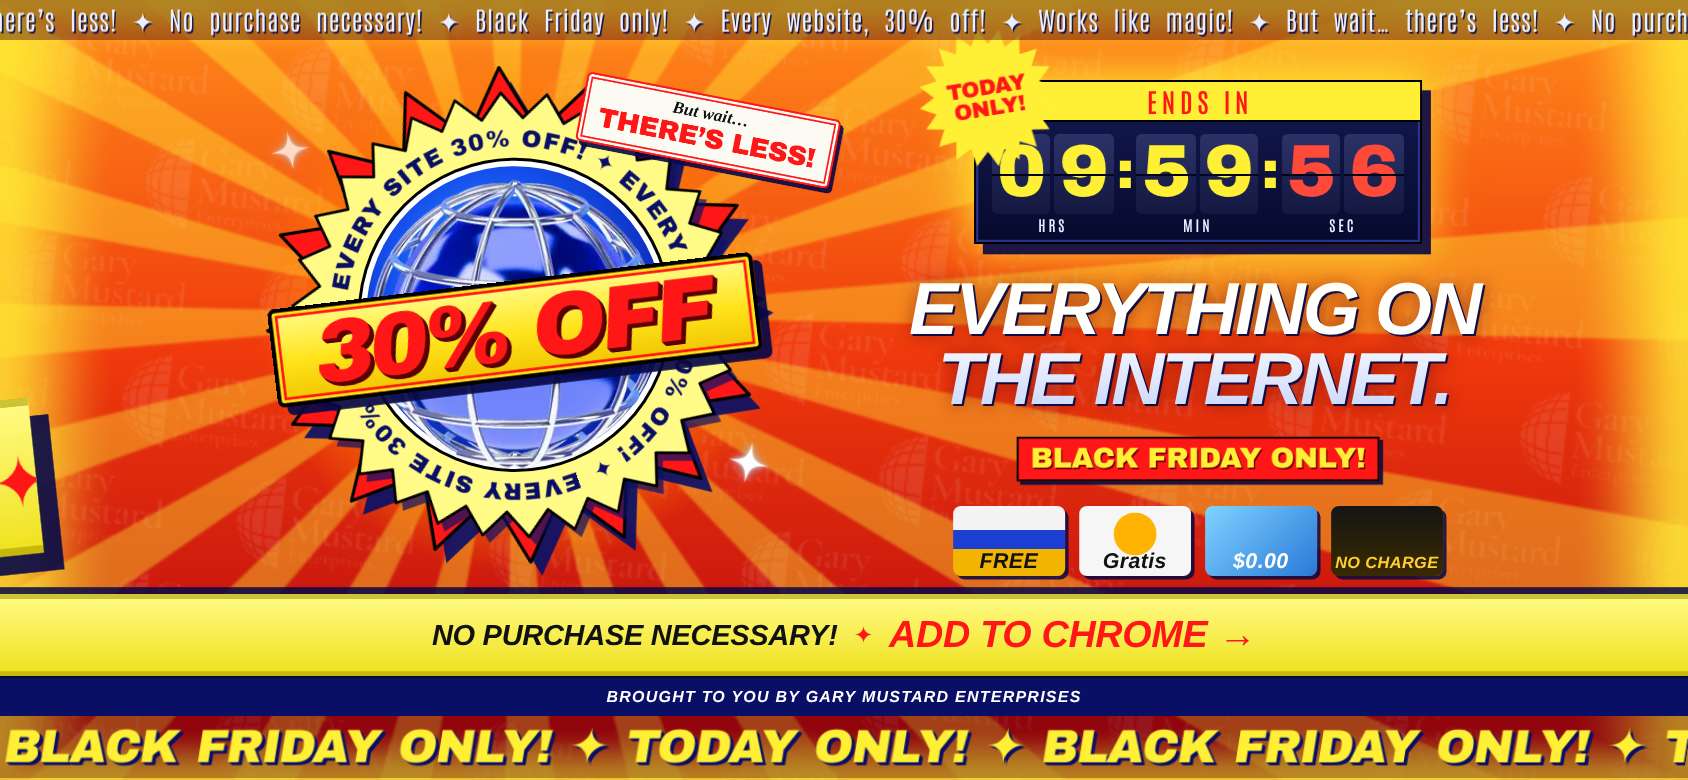 here's less! ✦ No purchase necessary! ✦ Black Friday only! ✦ Every website, 30% off! ✦ Works like magic! ✦ But wait… there's less! ✦ No purch
EVERY SITE 30% OFF! ✦ EVERY SITE 30% OFF! ✦ EVERY SITE 30%
But wait…
THERE'S LESS!
30% OFF
TODAY
ONLY!
ENDS IN
09:59:56
HRS MIN SEC
EVERYTHING ON
THE INTERNET.
BLACK FRIDAY ONLY!
FREE
Gratis
$0.00
NO CHARGE
Gary
Mustard
Enterprises
NO PURCHASE NECESSARY! ✦ ADD TO CHROME →
BROUGHT TO YOU BY GARY MUSTARD ENTERPRISES
BLACK FRIDAY ONLY! ✦ TODAY ONLY! ✦ BLACK FRIDAY ONLY! ✦ T